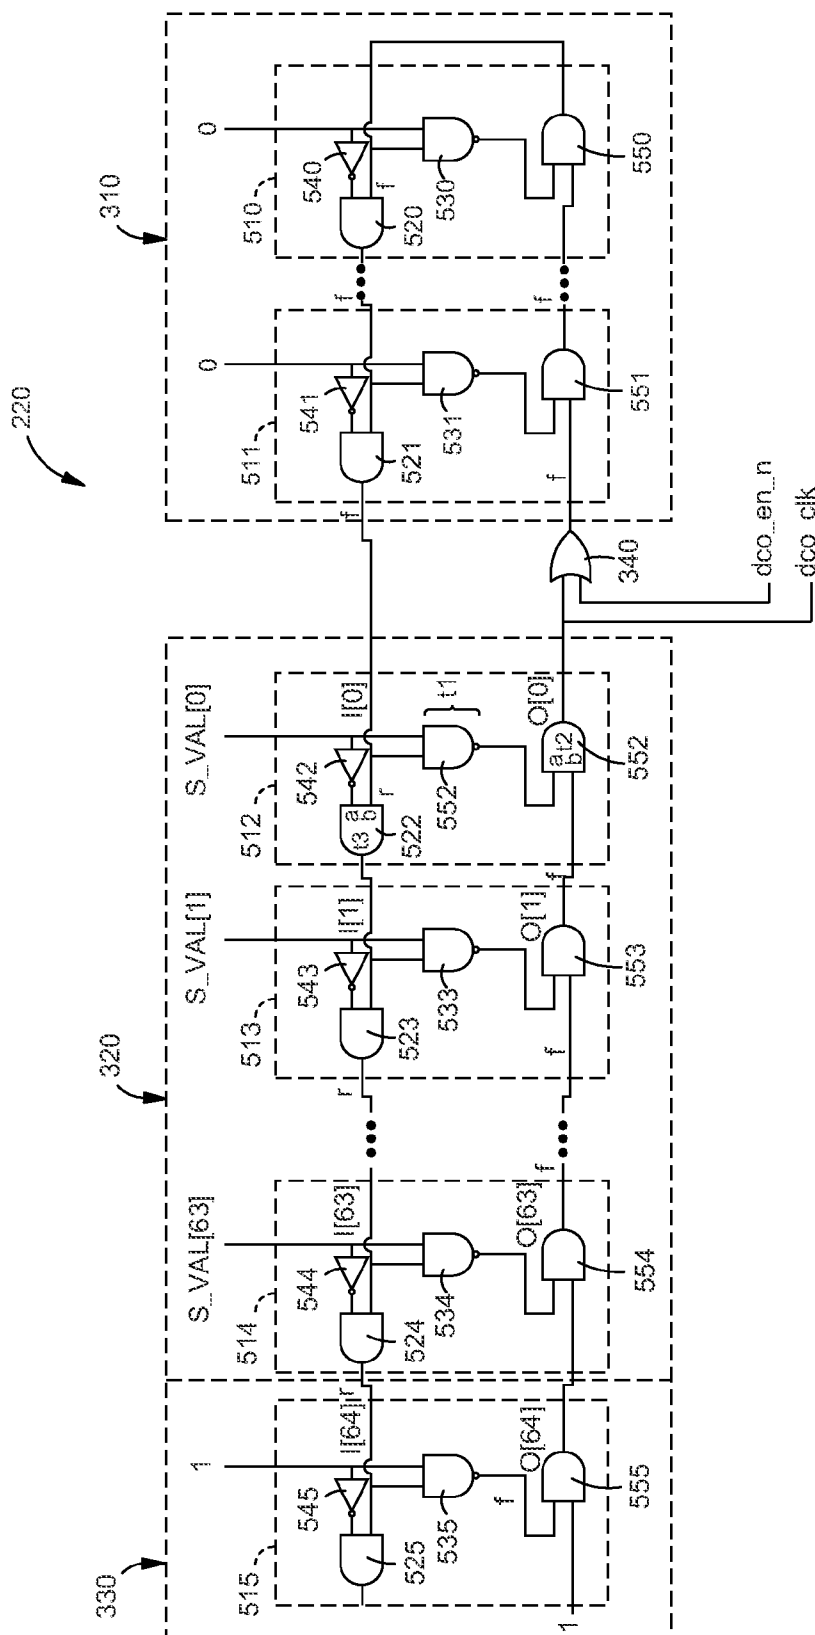 220
330 320 310
1 S_VAL[63] S_VAL[1] S_VAL[0] 0 0
515 514 513 512 511 510
545 544 543 542 541 540
I[64] I[63] I[1] I[0]
r r a f f
t3 b r f
525 524 523 522 521 520
535 534 533 552 531 530
t1
f
O[64] O[63] O[1] O[0]
f f f f f
a
b t2
1
555 554 553 552 340 551 550
dco_en_n
dco_clk